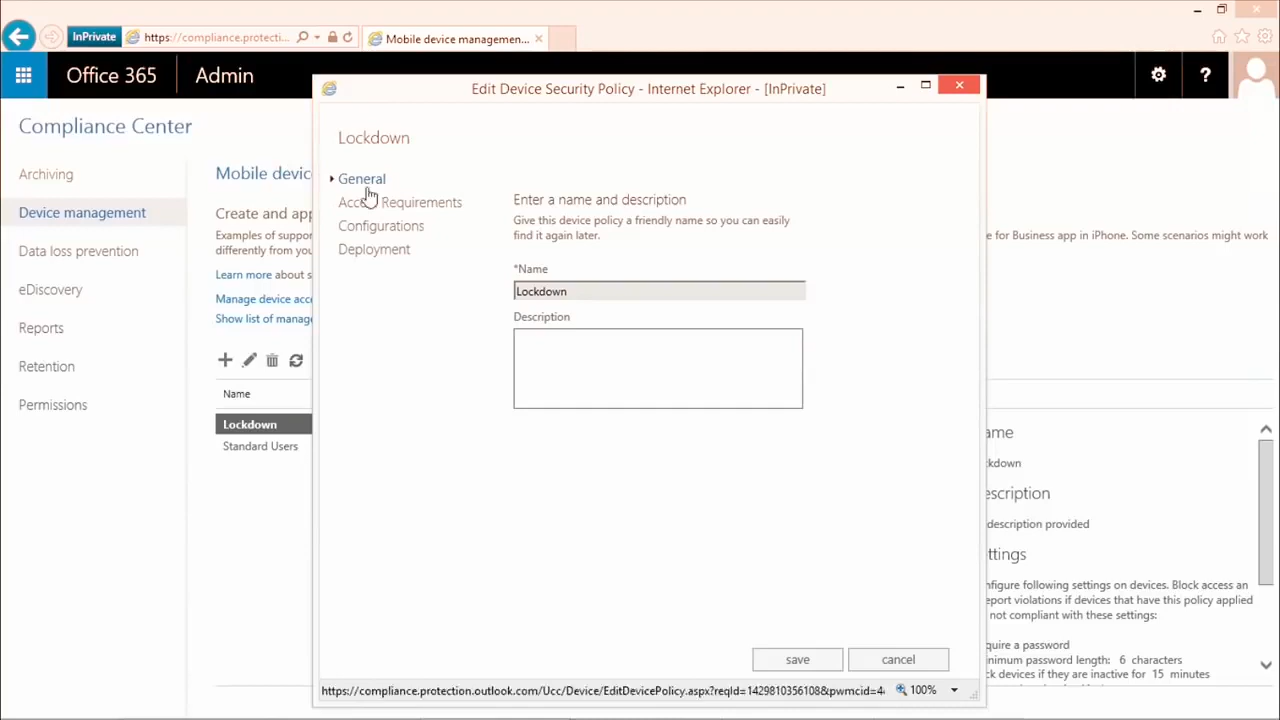 InPrivate
https://compliance.protecti...
Mobile device managemen...
Office 365
Admin
?
Compliance Center
Archiving
Device management
Data loss prevention
eDiscovery
Reports
Retention
Permissions
Mobile devic
Create and app
Examples of suppor
differently from you
Learn more about s
Manage device acc
Show list of manag
Name
Lockdown
Standard Users
Edit Device Security Policy - Internet Explorer - [InPrivate]
Lockdown
General
Requirements
Configurations
Deployment
Enter a name and description
Give this device policy a friendly name so you can easily
find it again later.
*Name
Lockdown
Description
save
cancel
https://compliance.protection.outlook.com/Ucc/Device/EditDevicePolicy.aspx?reqId=1429810356108&pwmcid=4
100%
e for Business app in iPhone. Some scenarios might work
ame
kdown
escription
description provided
ttings
nfigure following settings on devices. Block access an
eport violations if devices that have this policy applied
not compliant with these settings:
quire a password
nimum password length: 6 characters
ck devices if they are inactive for 15 minutes